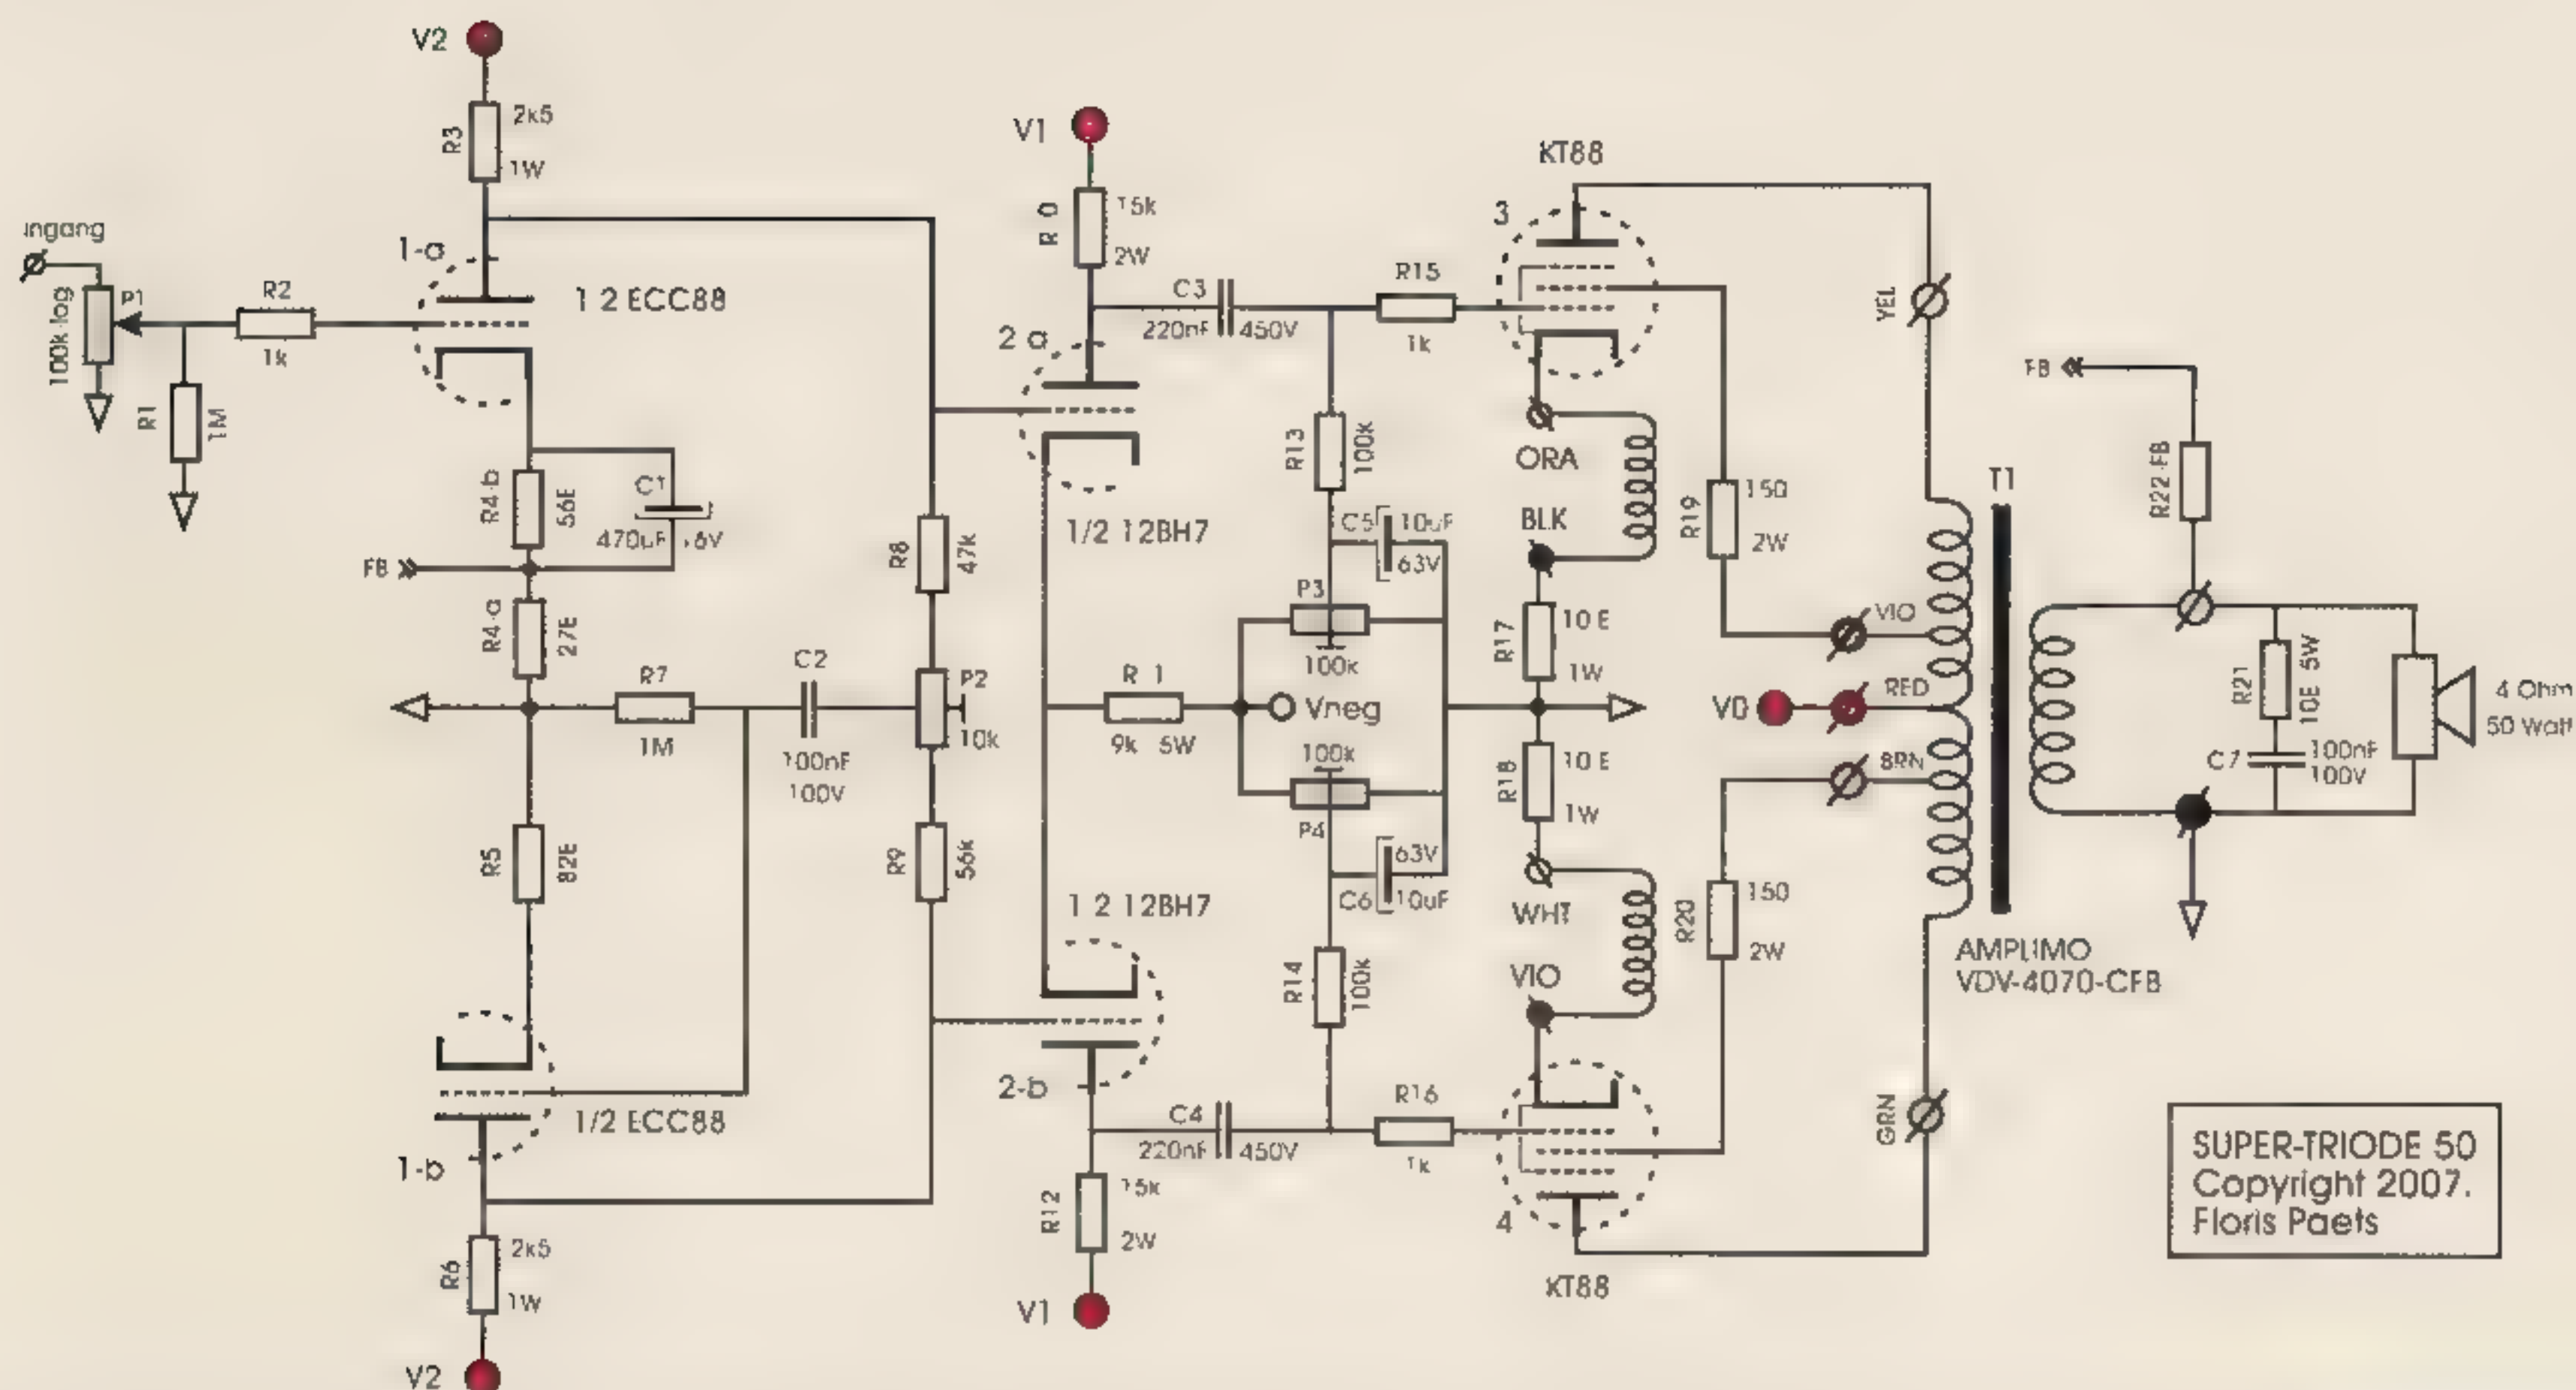 V2
R3
2k5
1W
ingang
P1
100k log
R1
1M
R2
1k
1-a
1 2 ECC88
R4-b
56E
C1
470uF
FB
R4-a
27E
R7
1M
C2
100nF
100V
R5
82E
1/2 ECC88
1-b
R6
2k5
1W
V2
R8
47k
P2
10k
R9
56k
V1
R 0
15k
2W
2 a
1/2 12BH7
R 1
9k 5W
1 2 12BH7
2-b
R12
15k
2W
V1
C3
220nF
450V
R15
1k
R13
100k
C5
10uF
63V
P3
100k
Vneg
100k
P4
63V
C6
10uF
R14
100k
C4
220nF
450V
R16
1k
KT88
3
ORA
BLK
R17
10 E
1W
R18
10 E
1W
WHT
VIO
4
KT88
R19
150
2W
R20
150
2W
YEL
VIO
V0
RED
BRN
GRN
T1
AMPLIMO
VDV-4070-CFB
FB
R22 FB
R21
10E 5W
C7
100nF
100V
4 Ohm
50 Watt
SUPER-TRIODE 50
Copyright 2007.
Floris Paets